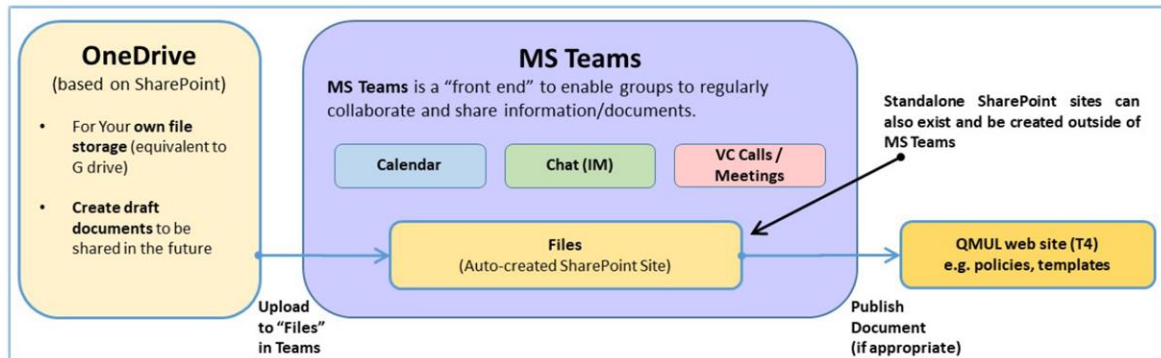 OneDrive
(based on SharePoint)
• For Your own file
storage (equivalent to
G drive)
• Create draft
documents to be
shared in the future
Upload
to “Files”
in Teams
MS Teams
MS Teams is a “front end” to enable groups to regularly
collaborate and share information/documents.
Calendar
Chat (IM)
VC Calls /
Meetings
Files
(Auto-created SharePoint Site)
Standalone SharePoint sites can
also exist and be created outside of
MS Teams
Publish
Document
(if appropriate)
QMUL web site (T4)
e.g. policies, templates